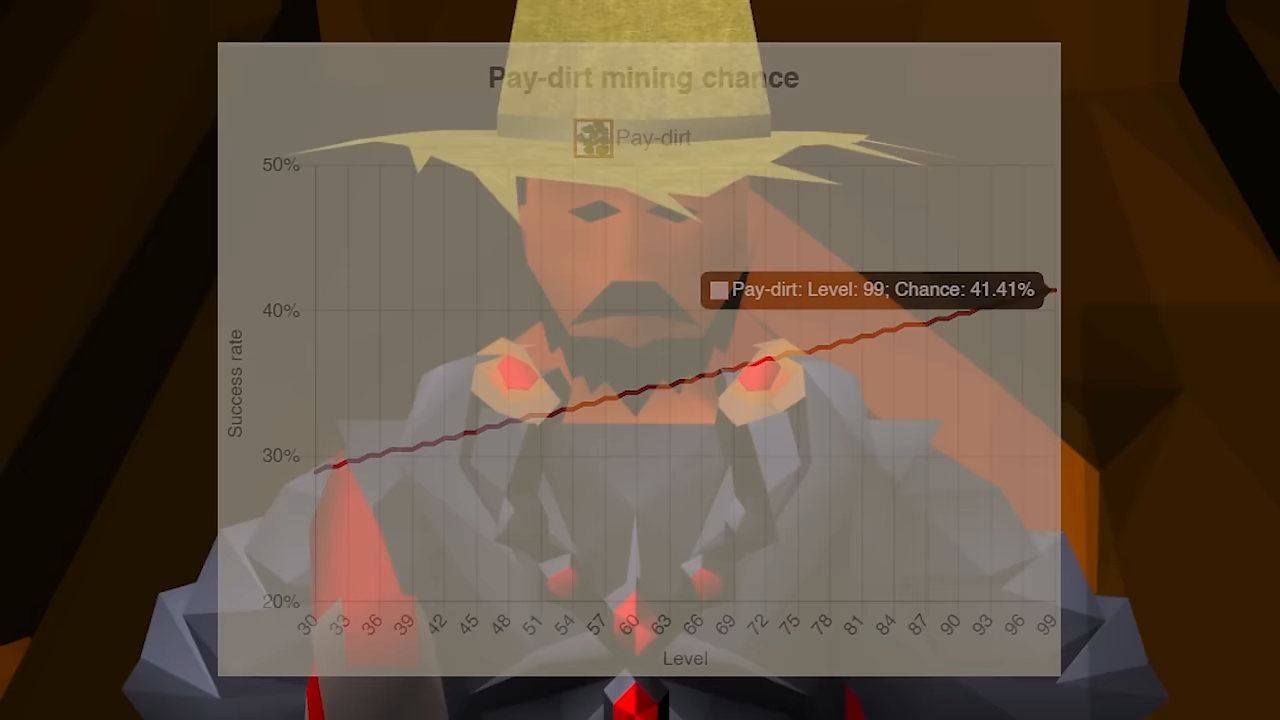 Pay-dirt mining chance
Pay-dirt
50%
40%
30%
20%
Success rate
Pay-dirt: Level: 99; Chance: 41.41%
30 33 36 39 42 45 48 51 54 57 60 63 66 69 72 75 78 81 84 87 90 93 96 99
Level